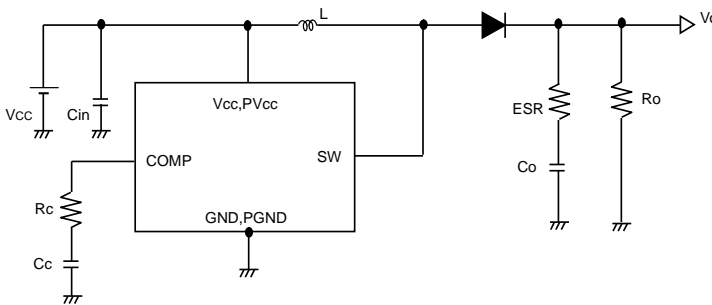 L
Vo
Vcc
Cin
Vcc,PVcc
ESR
Ro
COMP
SW
Co
Rc
GND,PGND
Cc